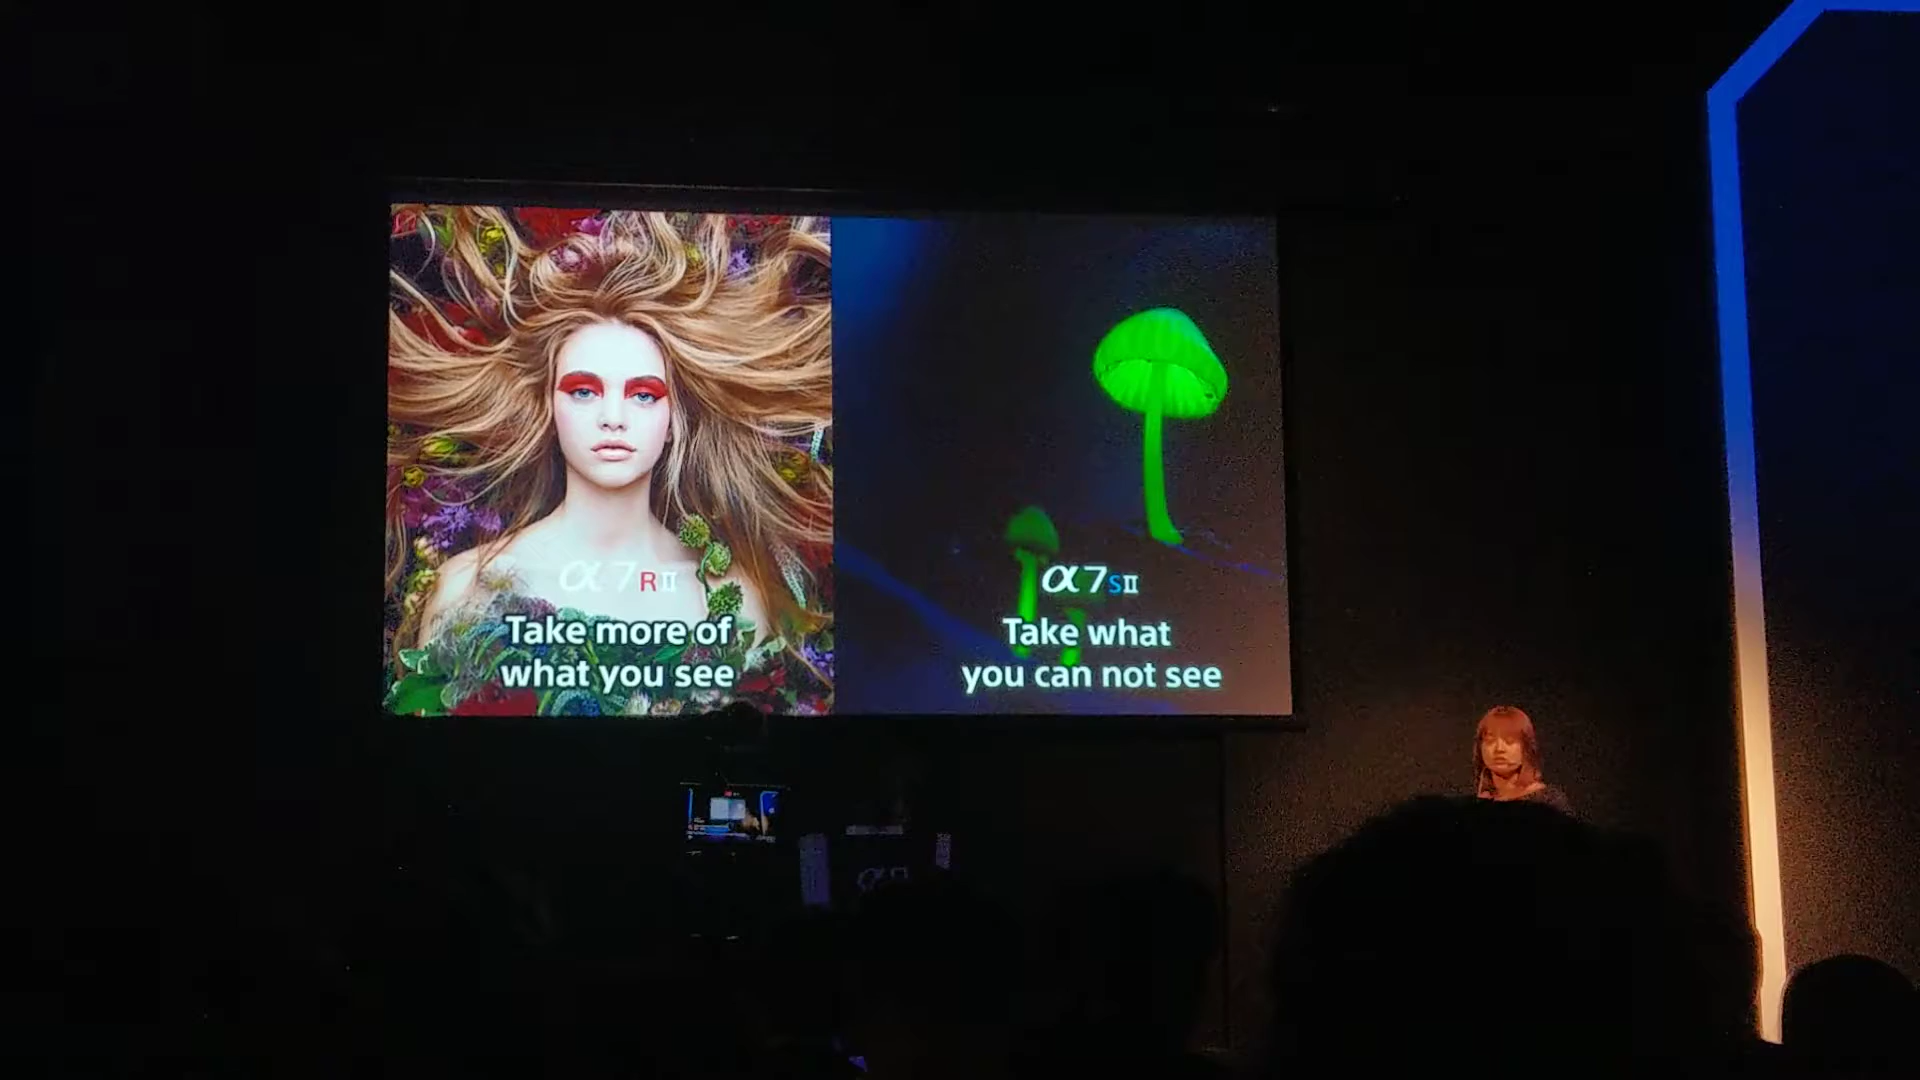 α7RII
Take more of
what you see
α7SII
Take what
you can not see